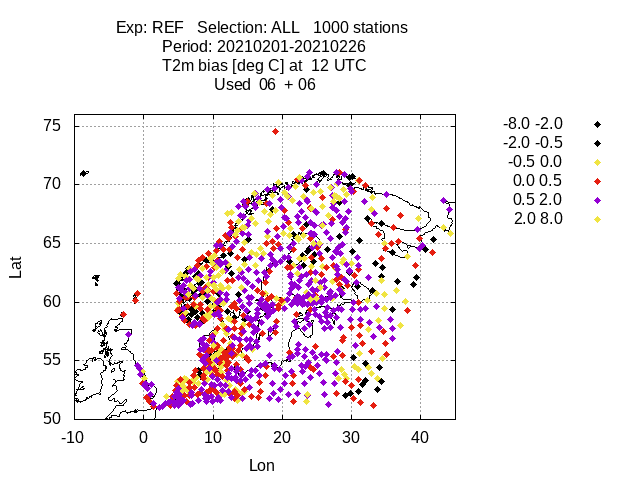 Exp: REF   Selection: ALL   1000 stations
Period: 20210201-20210226
T2m bias [deg C] at  12 UTC
Used  06  + 06
-8.0 -2.0
-2.0 -0.5
-0.5 0.0
0.0 0.5
0.5 2.0
2.0 8.0
75
70
65
60
55
50
Lat
-10 0 10 20 30 40
Lon